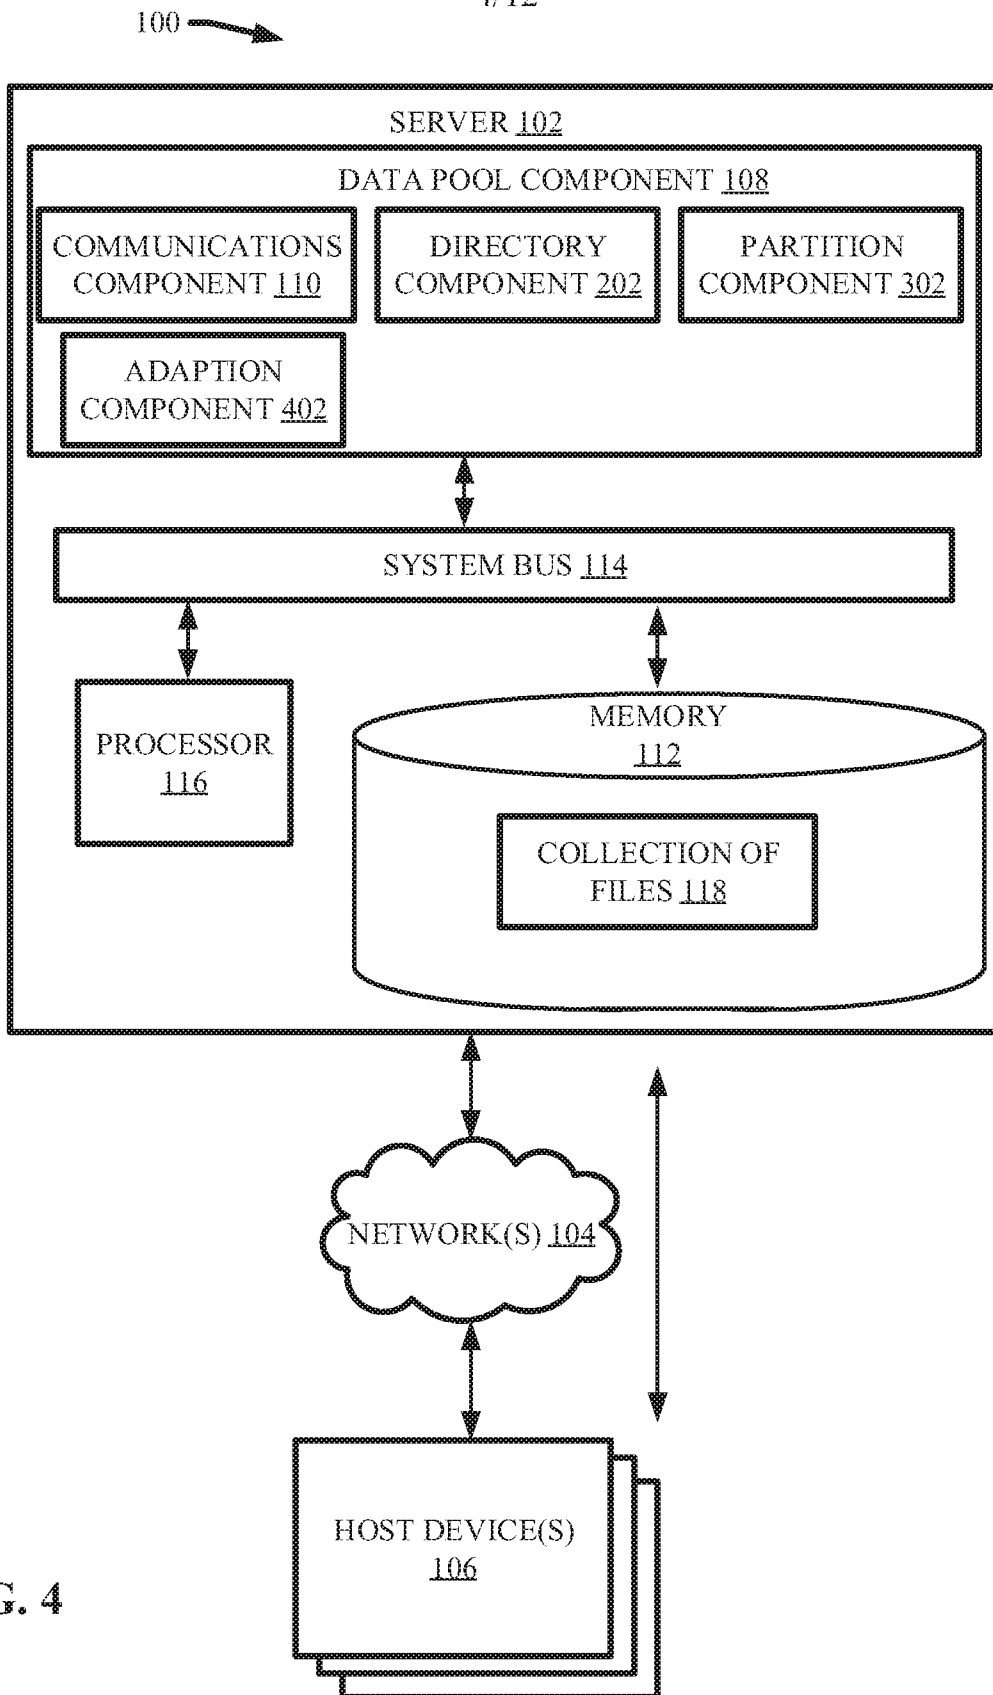 100
SERVER 102
DATA POOL COMPONENT 108
COMMUNICATIONS
COMPONENT 110
DIRECTORY
COMPONENT 202
PARTITION
COMPONENT 302
ADAPTION
COMPONENT 402
SYSTEM BUS 114
PROCESSOR
116
MEMORY
112
COLLECTION OF
FILES 118
NETWORK(S) 104
HOST DEVICE(S)
106
G. 4